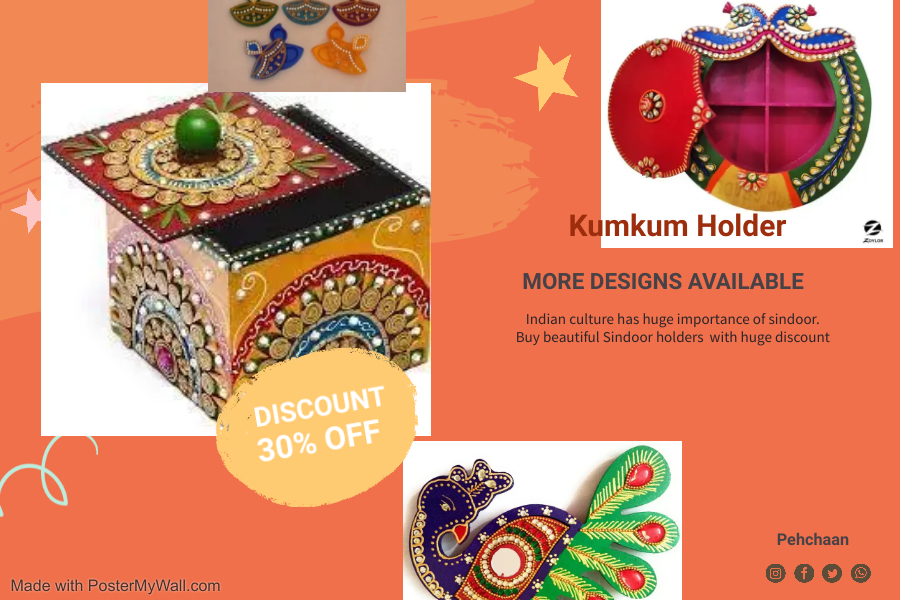 Kumkum Holder
ZOYLOR
MORE DESIGNS AVAILABLE
Indian culture has huge importance of sindoor.
Buy beautiful Sindoor holders with huge discount
DISCOUNT
30% OFF
Pehchaan
Made with PosterMyWall.com